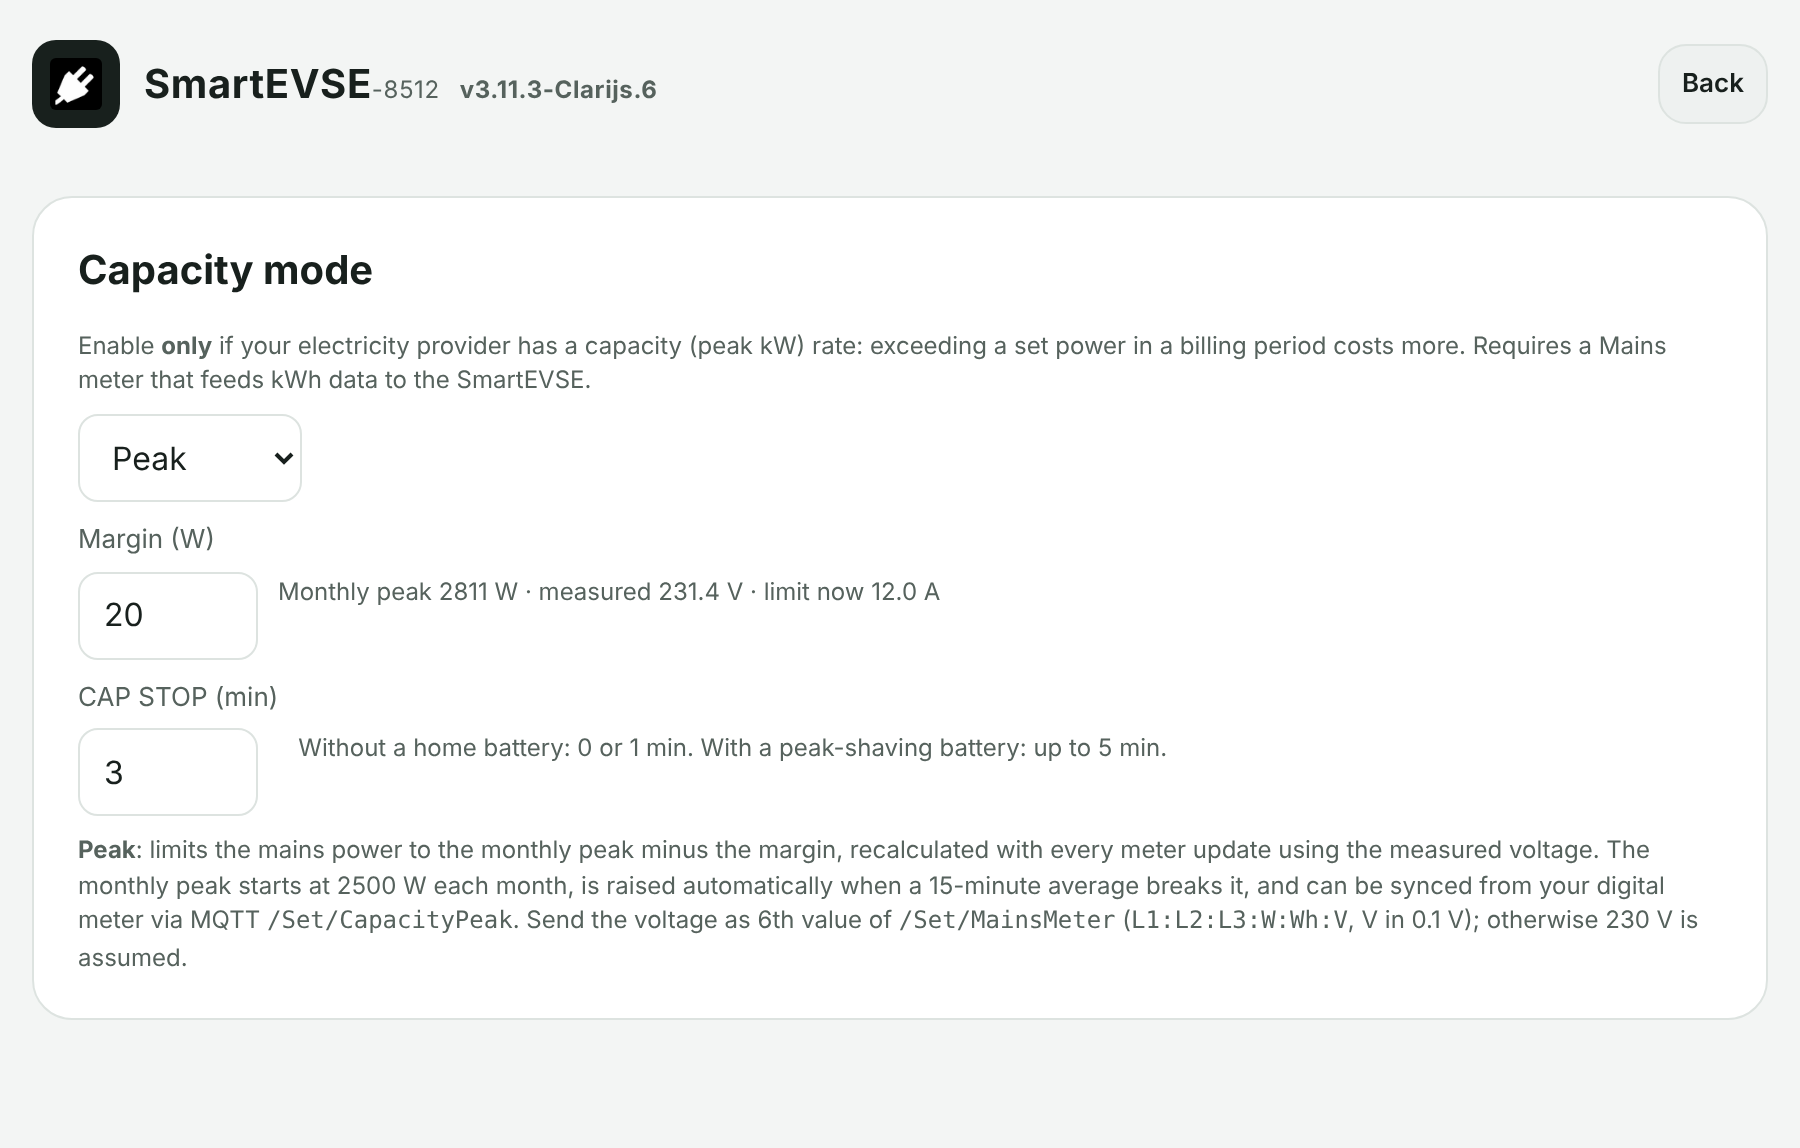 SmartEVSE-8512 v3.11.3-Clarijs.6
Back
Capacity mode
Enable only if your electricity provider has a capacity (peak kW) rate: exceeding a set power in a billing period costs more. Requires a Mains
meter that feeds kWh data to the SmartEVSE.
Peak
Margin (W)
20
Monthly peak 2811 W · measured 231.4 V · limit now 12.0 A
CAP STOP (min)
3
Without a home battery: 0 or 1 min. With a peak-shaving battery: up to 5 min.
Peak: limits the mains power to the monthly peak minus the margin, recalculated with every meter update using the measured voltage. The
monthly peak starts at 2500 W each month, is raised automatically when a 15-minute average breaks it, and can be synced from your digital
meter via MQTT /Set/CapacityPeak. Send the voltage as 6th value of /Set/MainsMeter (L1:L2:L3:W:Wh:V, V in 0.1 V); otherwise 230 V is
assumed.